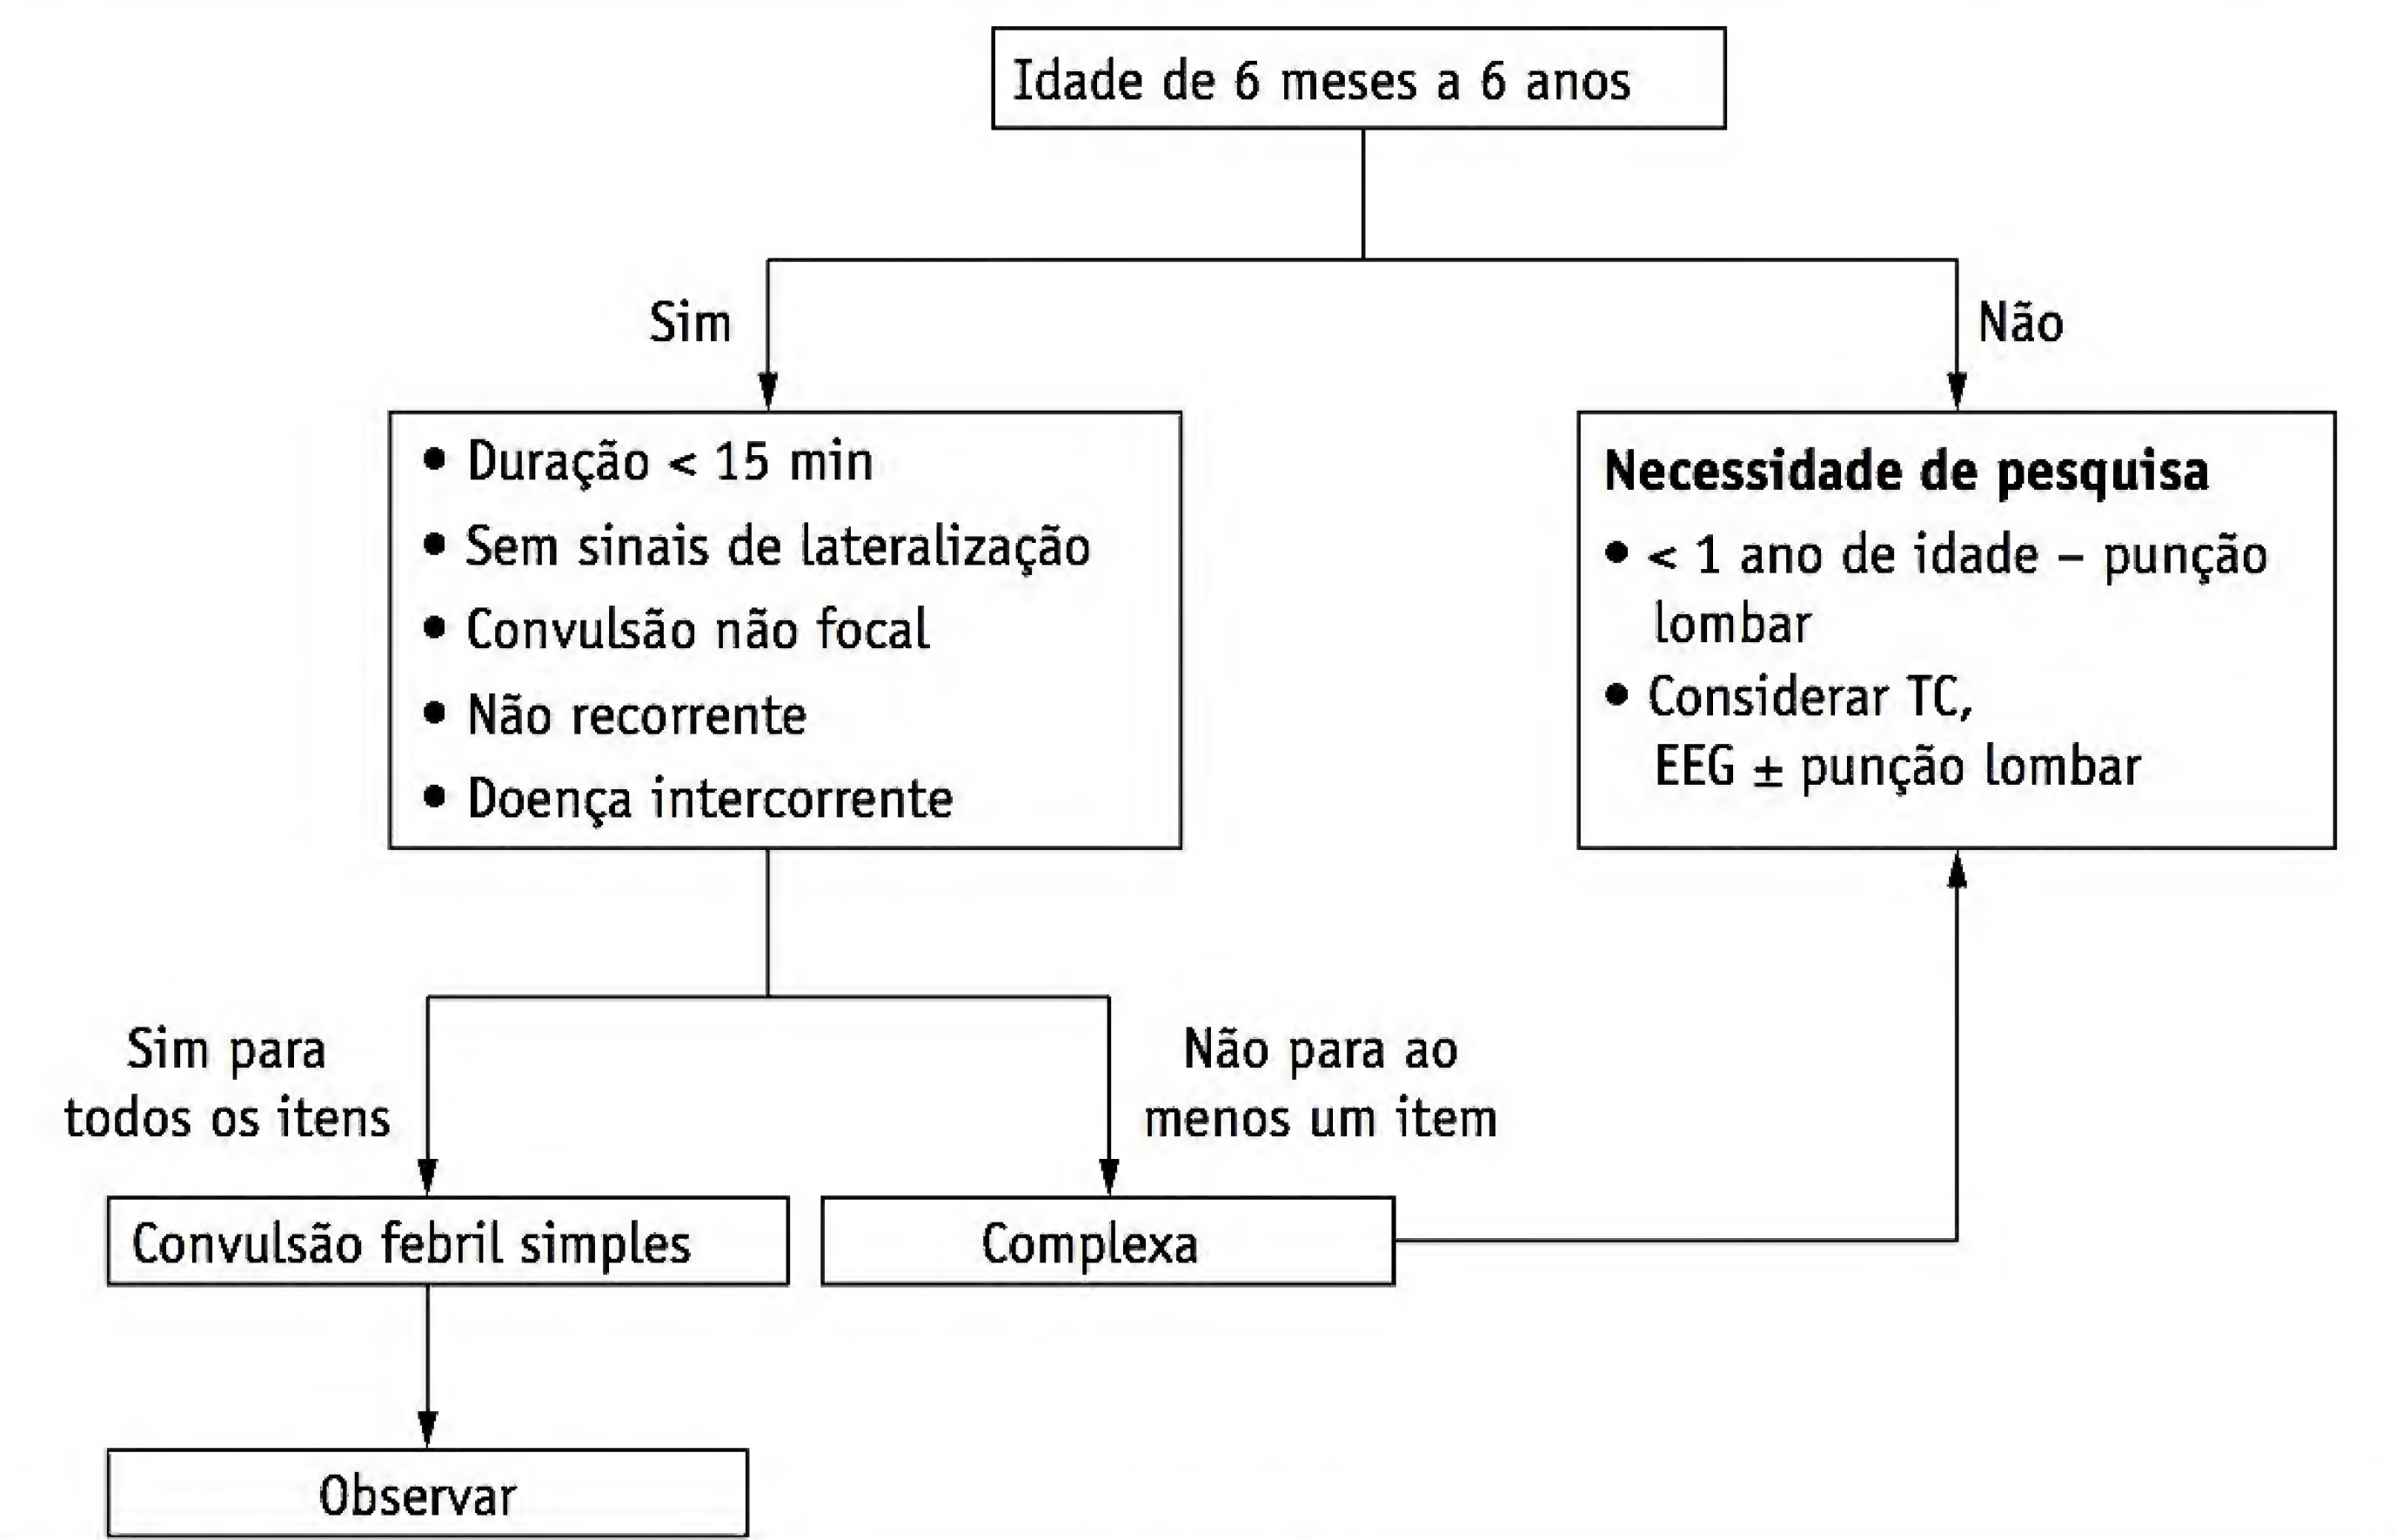 Idade de 6 meses a 6 anos
Sim
Não
• Duração < 15 min
• Sem sinais de lateralização
• Convulsão não focal
• Não recorrente
• Doença intercorrente
Necessidade de pesquisa
• < 1 ano de idade – punção
lombar
• Considerar TC,
EEG ± punção lombar
Sim para
todos os itens
Não para ao
menos um item
Convulsão febril simples
Complexa
Observar